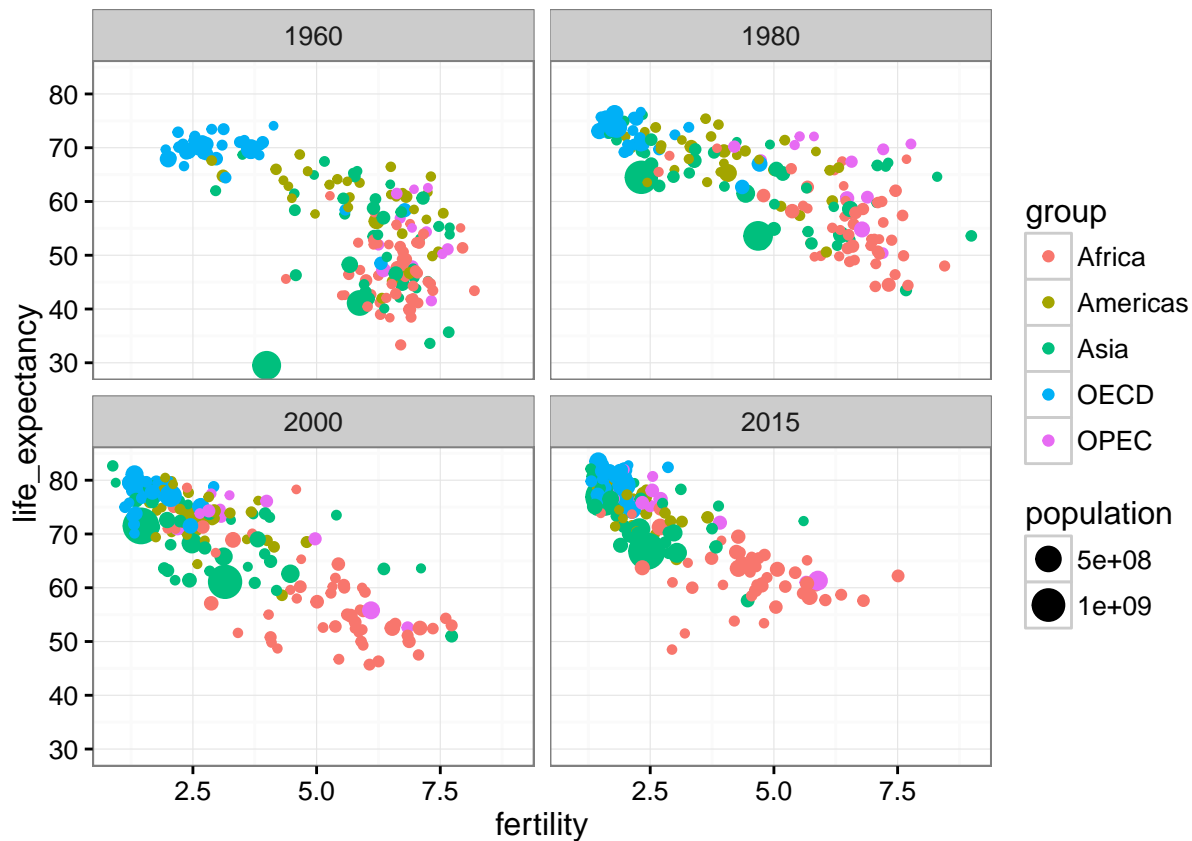 1960
1980
80
70
60
50
40
30
2000
2015
80
70
60
50
40
30
2.5
5.0
7.5
2.5
5.0
7.5
fertility
life_expectancy
group
Africa
Americas
Asia
OECD
OPEC
population
5e+08
1e+09